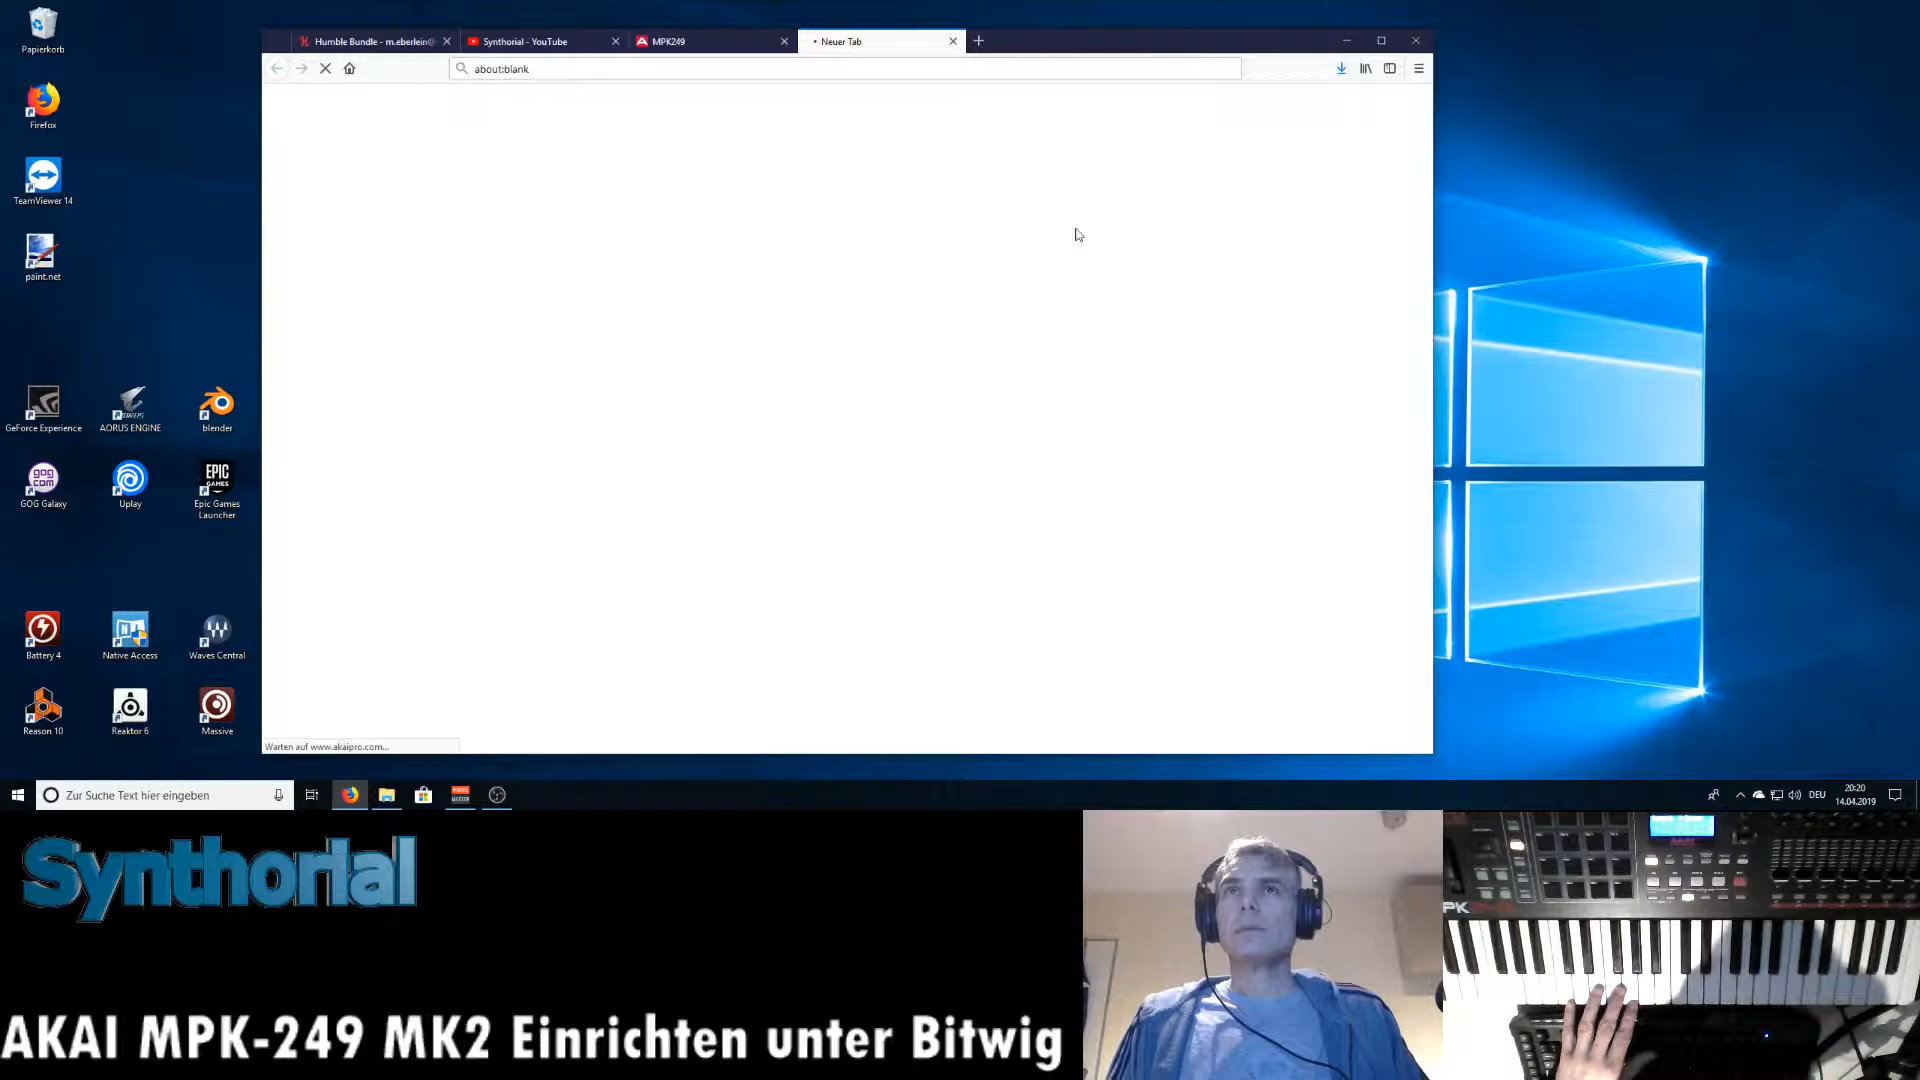 Papierkorb
Firefox
TeamViewer 14
paint.net
GeForce Experience
AORUS ENGINE
blender
GOG Galaxy
Uplay
Epic Games
Launcher
Battery 4
Native Access
Waves Central
Reason 10
Reaktor 6
Massive
Humble Bundle - m.eberlein@
Synthorial - YouTube
MPK249
Neuer Tab
about:blank
Warten auf www.akaipro.com...
Zur Suche Text hier eingeben
DEU
20:20
14.04.2019
Synthorial
AKAI MPK-249 MK2 Einrichten unter Bitwig